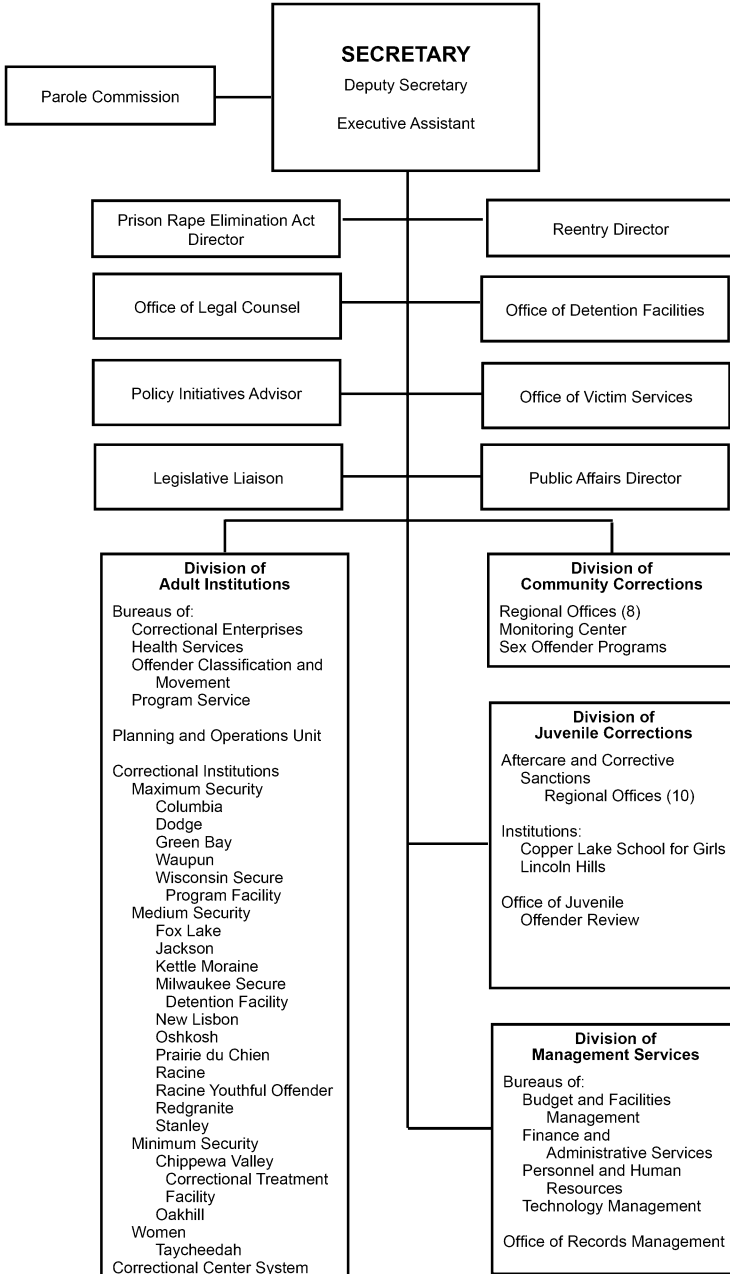 SECRETARY
Deputy Secretary
Executive Assistant
Parole Commission
Prison Rape Elimination Act
Director
Reentry Director
Office of Legal Counsel
Office of Detention Facilities
Policy Initiatives Advisor
Office of Victim Services
Legislative Liaison
Public Affairs Director
Division of
Adult Institutions
Bureaus of:
Correctional Enterprises
Health Services
Offender Classification and
Movement
Program Service
Planning and Operations Unit
Correctional Institutions
Maximum Security
Columbia
Dodge
Green Bay
Waupun
Wisconsin Secure
Program Facility
Medium Security
Fox Lake
Jackson
Kettle Moraine
Milwaukee Secure
Detention Facility
New Lisbon
Oshkosh
Prairie du Chien
Racine
Racine Youthful Offender
Redgranite
Stanley
Minimum Security
Chippewa Valley
Correctional Treatment
Facility
Oakhill
Women
Taycheedah
Correctional Center System
Division of
Community Corrections
Regional Offices (8)
Monitoring Center
Sex Offender Programs
Division of
Juvenile Corrections
Aftercare and Corrective
Sanctions
Regional Offices (10)
Institutions:
Copper Lake School for Girls
Lincoln Hills
Office of Juvenile
Offender Review
Division of
Management Services
Bureaus of:
Budget and Facilities
Management
Finance and
Administrative Services
Personnel and Human
Resources
Technology Management
Office of Records Management